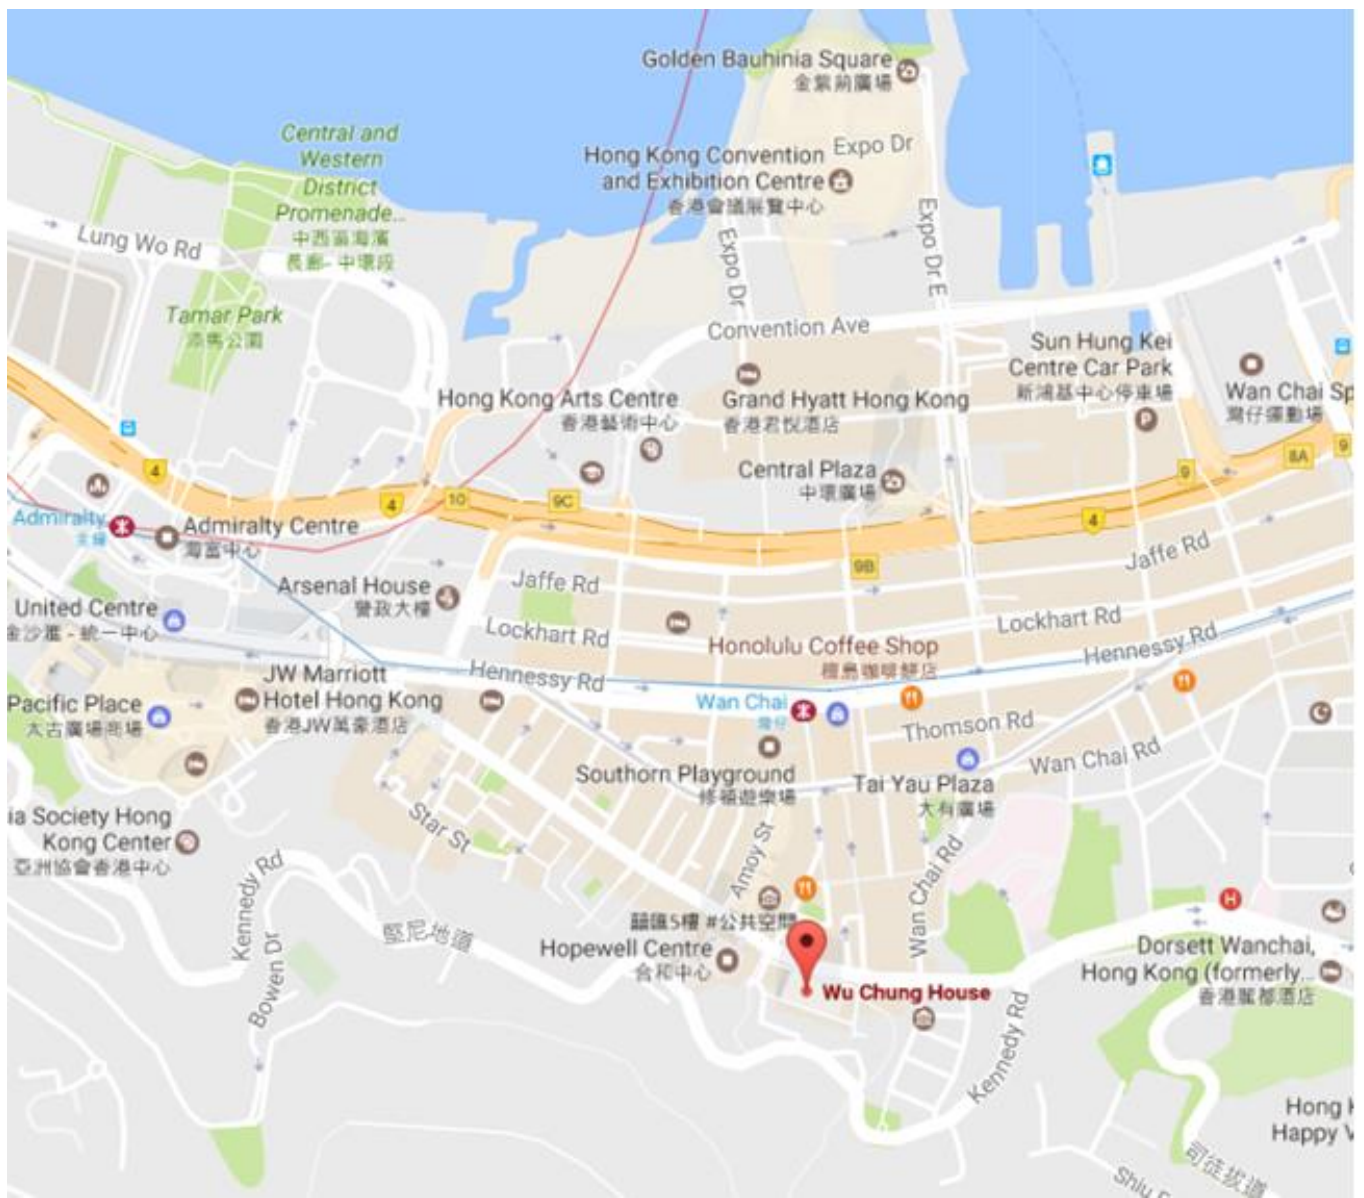 Golden Bauhinia Square
金紫荊廣場
Central and
Western
District
Promenade...
中西區海濱
長廊 - 中環段
Hong Kong Convention
and Exhibition Centre
香港會議展覽中心
Expo Dr
Expo Dr
Expo Dr E
Lung Wo Rd
Tamar Park
添馬公園
Convention Ave
Sun Hung Kei
Centre Car Park
新鴻基中心停車場
P
Wan Chai Sp
灣仔運動場
Hong Kong Arts Centre
香港藝術中心
Grand Hyatt Hong Kong
香港君悅酒店
Central Plaza
中環廣場
4
4
10
9C
9B
4
9
8A
9
Admiralty
金鐘
Admiralty Centre
海富中心
Arsenal House
警政大樓
Jaffe Rd
Jaffe Rd
United Centre
金沙滙 - 統一中心
Lockhart Rd
Lockhart Rd
Honolulu Coffee Shop
檀島咖啡餅店
Hennessy Rd
Hennessy Rd
JW Marriott
Hotel Hong Kong
香港JW萬豪酒店
Pacific Place
太古廣場商場
Wan Chai
灣仔
Thomson Rd
Wan Chai Rd
Southorn Playground
修頓遊樂場
Tai Yau Plaza
大有廣場
ia Society Hong
Kong Center
亞洲協會香港中心
Star St
Amoy St
Wan Chai Rd
Kennedy Rd
Bowen Dr
堅尼地道
囍匯5樓 #公共空間
Hopewell Centre
合和中心
Wu Chung House
H
Dorsett Wanchai,
Hong Kong (formerly...
香港麗都酒店
Kennedy Rd
Hong
Happy V
司徒拔道
Shiu